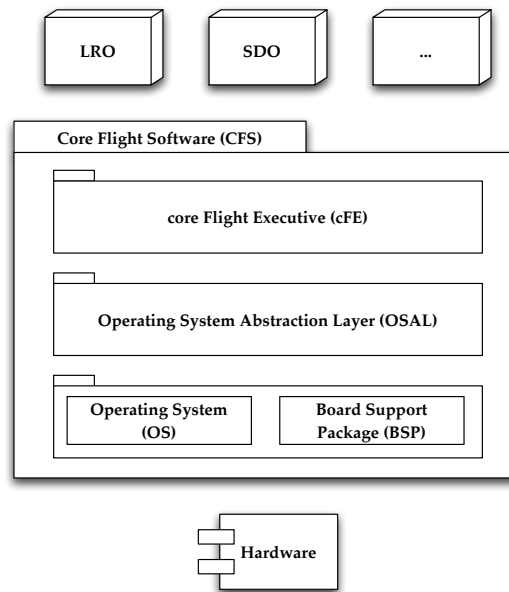 LRO
SDO
...
Core Flight Software (CFS)
core Flight Executive (cFE)
Operating System Abstraction Layer (OSAL)
Operating System
(OS)
Board Support
Package (BSP)
Hardware